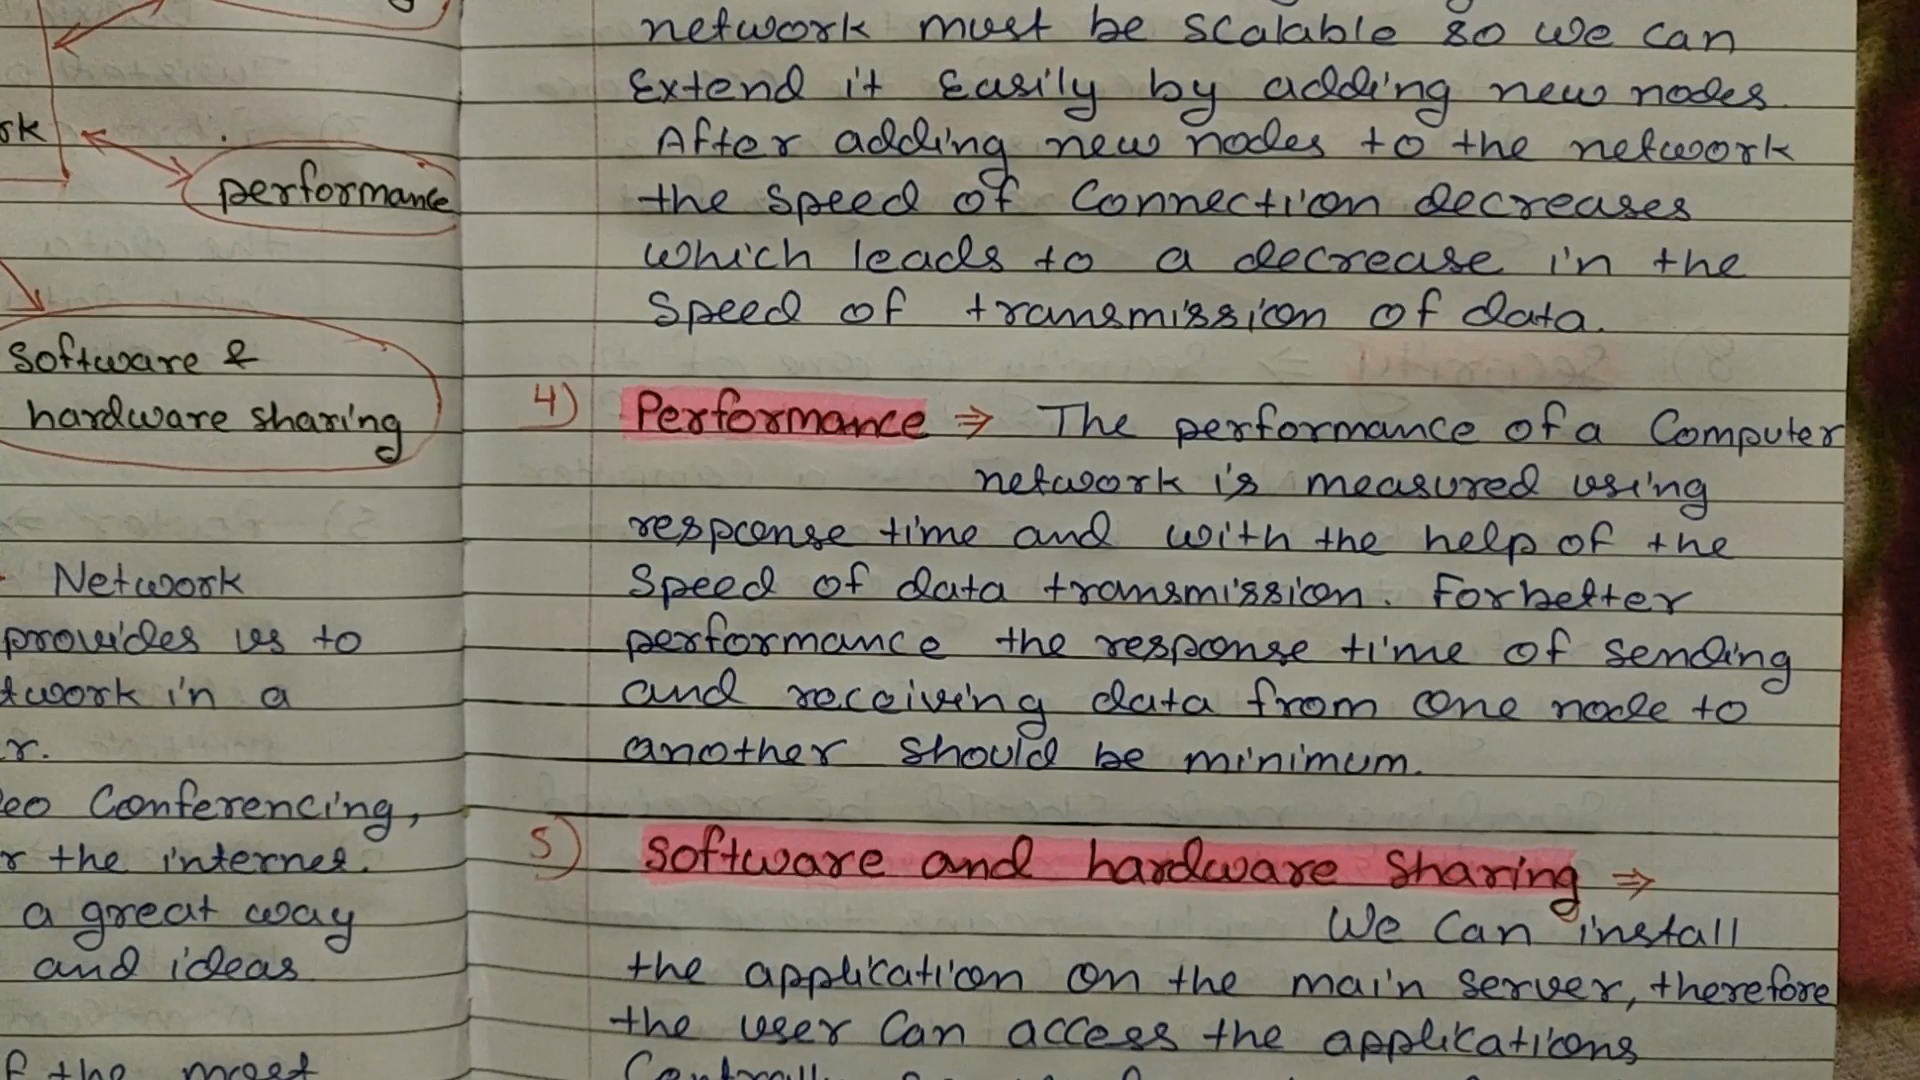 performance
software &
hardware sharing
Network
provides us to
work in a
r.
Conferencing,
the internet.
a great way
and ideas
the most
network must be scalable so we can
Extend it Easily by adding new nodes.
After adding new nodes to the network
the speed of Connection decreases
which leads to a decrease in the
speed of transmission of data.
4) Performance ⇒ The performance of a Computer
network is measured using
response time and with the help of the
speed of data transmission. For better
performance the response time of sending
and receiving data from one node to
another should be minimum.
5) Software and hardware sharing ⇒
We Can install
the application on the main server, therefore
the user can access the applications